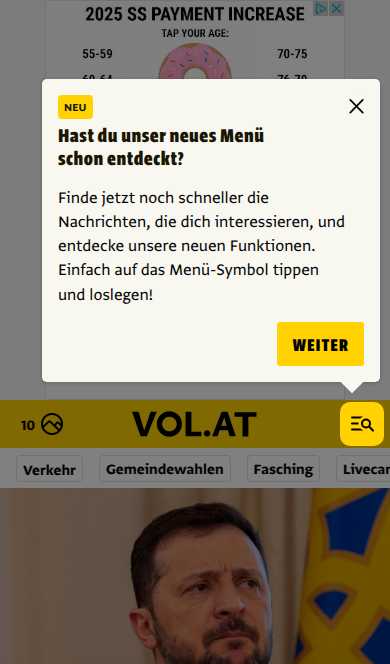 2025 SS PAYMENT INCREASE
TAP YOUR AGE:
55-59
70-75
60-64
76-79
NEU
Hast du unser neues Menü
schon entdeckt?
Finde jetzt noch schneller die
Nachrichten, die dich interessieren, und
entdecke unsere neuen Funktionen.
Einfach auf das Menü-Symbol tippen
und loslegen!
WEITER
10
VOL.AT
Verkehr
Gemeindewahlen
Fasching
Livecam